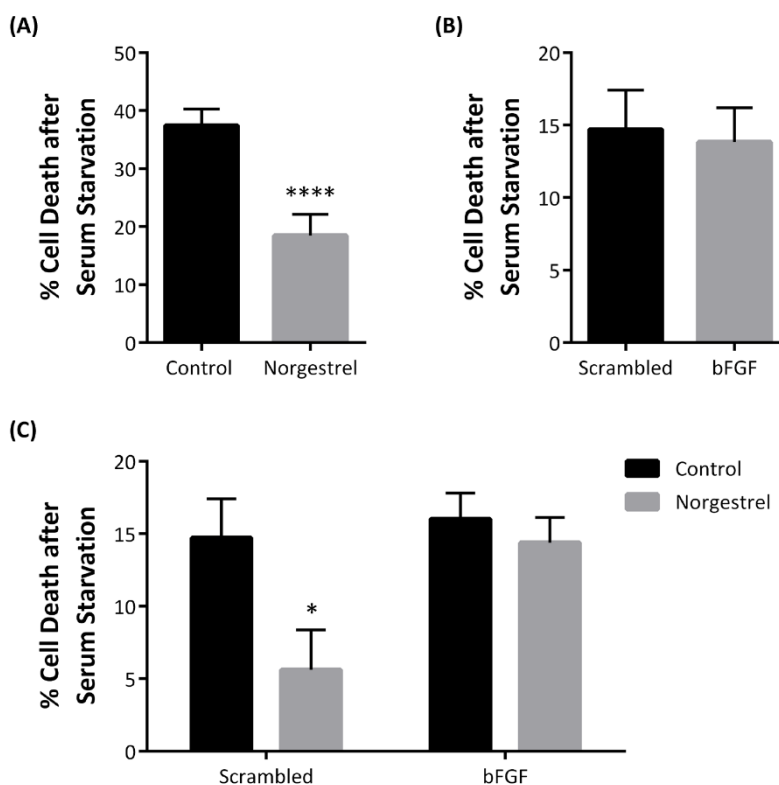 (A)
50
40
30
20
10
0
% Cell Death after
Serum Starvation
****
Control
Norgestrel
(B)
20
15
10
5
0
% Cell Death after
Serum Starvation
Scrambled
bFGF
(C)
20
15
10
5
0
% Cell Death after
Serum Starvation
*
Scrambled
bFGF
Control
Norgestrel